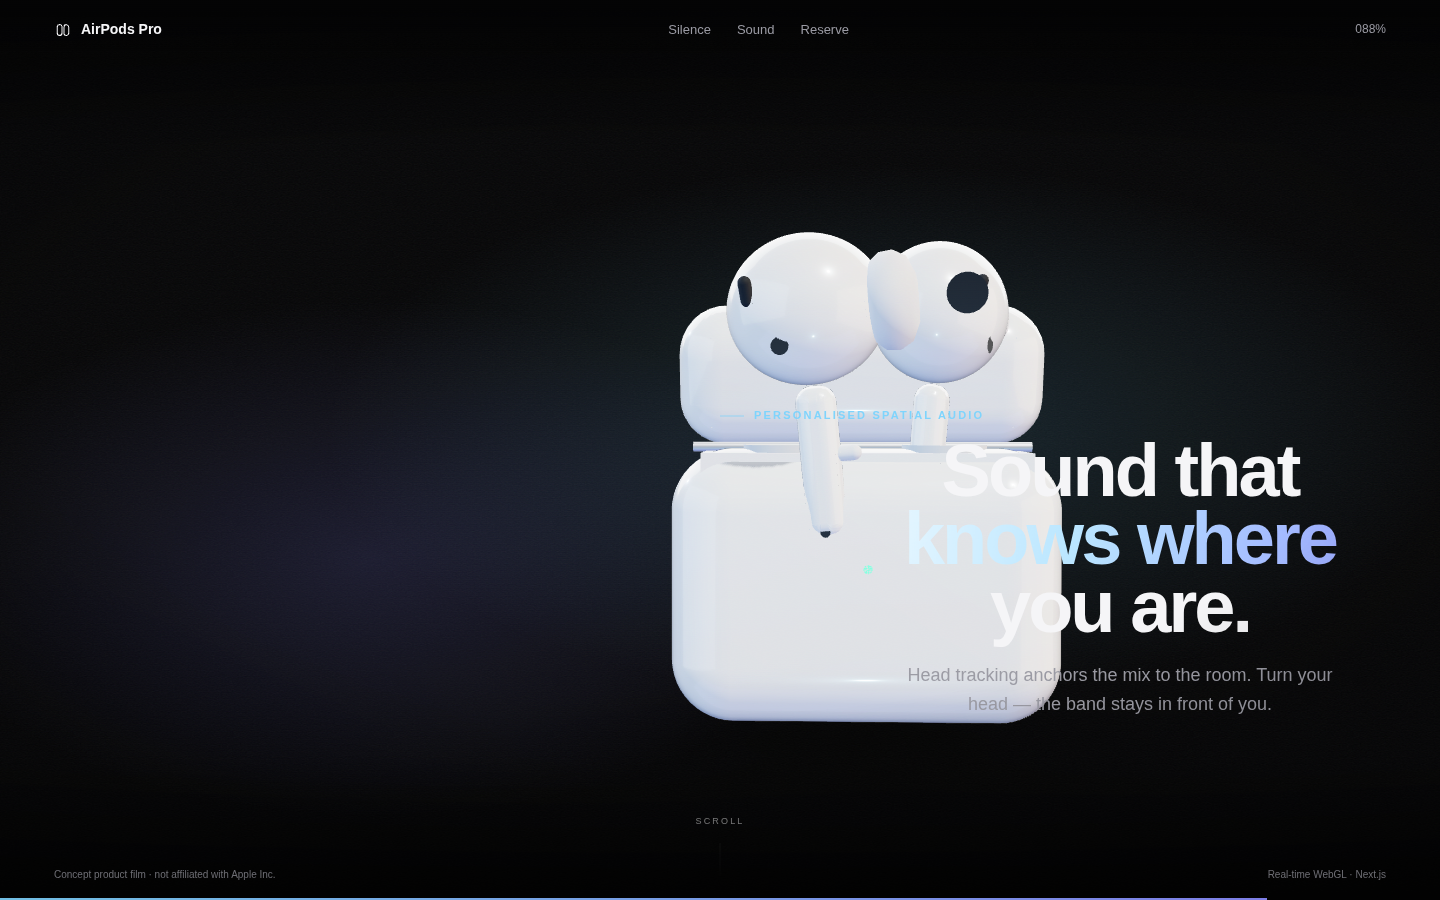 AirPods Pro
Silence
Sound
Reserve
088%
PERSONALISED SPATIAL AUDIO
Sound that
knows where
you are.
Head tracking anchors the mix to the room. Turn your
head — the band stays in front of you.
SCROLL
Concept product film · not affiliated with Apple Inc.
Real-time WebGL · Next.js